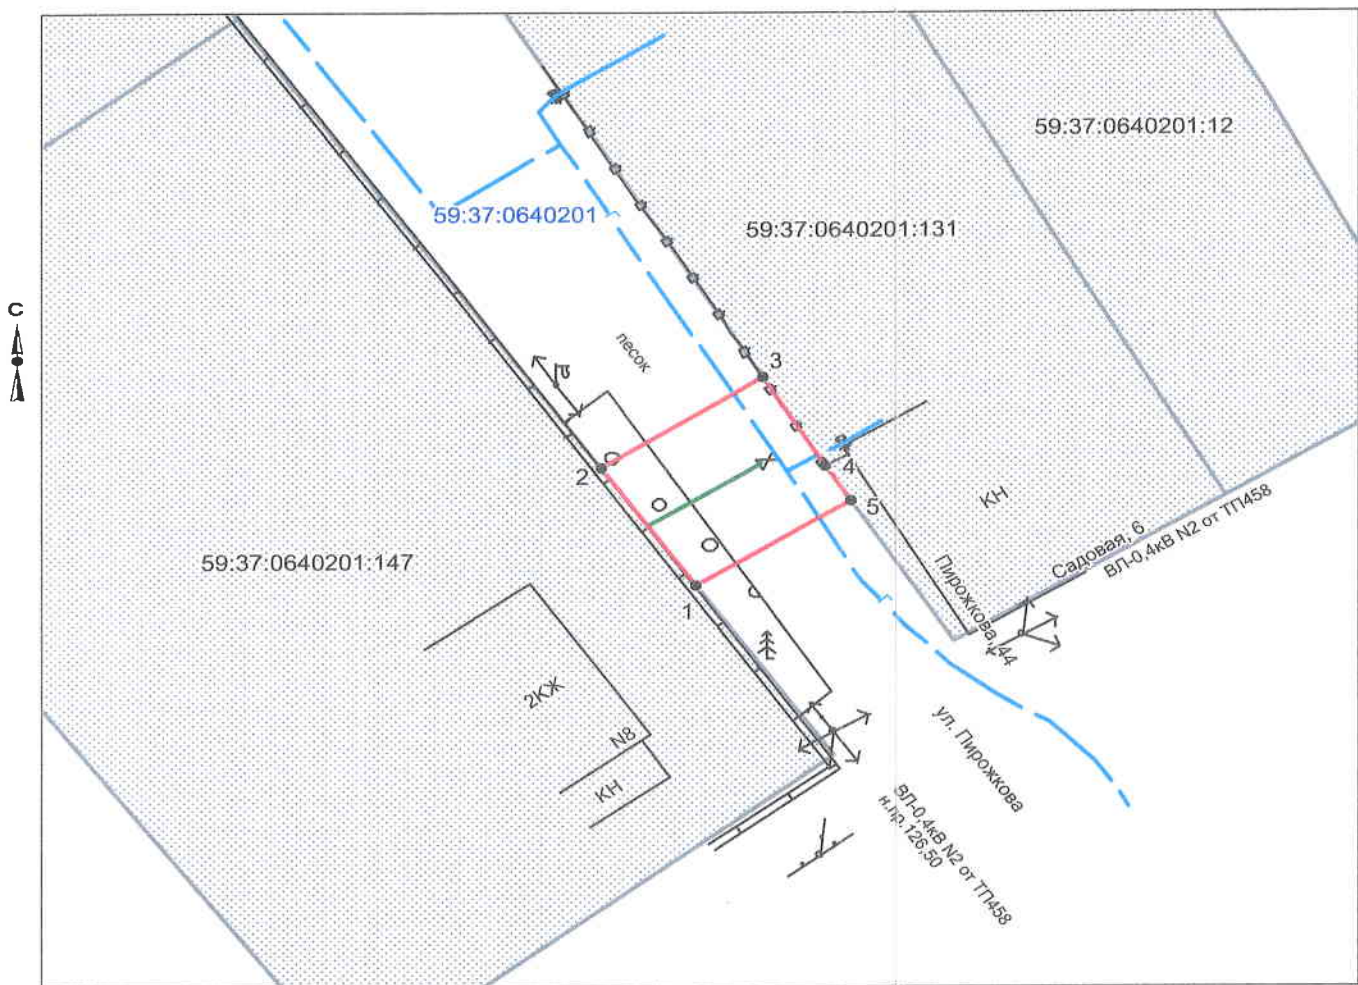 59:37:0640201:12
59:37:0640201
59:37:0640201:131
С
песок
3
2
4
КН
5
Садовая, 6
ВЛ-0,4кВ N2 от ТП458
59:37:0640201:147
Пирожкова, 44
1
2КЖ
N8
КН
ул. Пирожкова
ВЛ-0,4кВ N2 от ТП458
н.пр.126,50